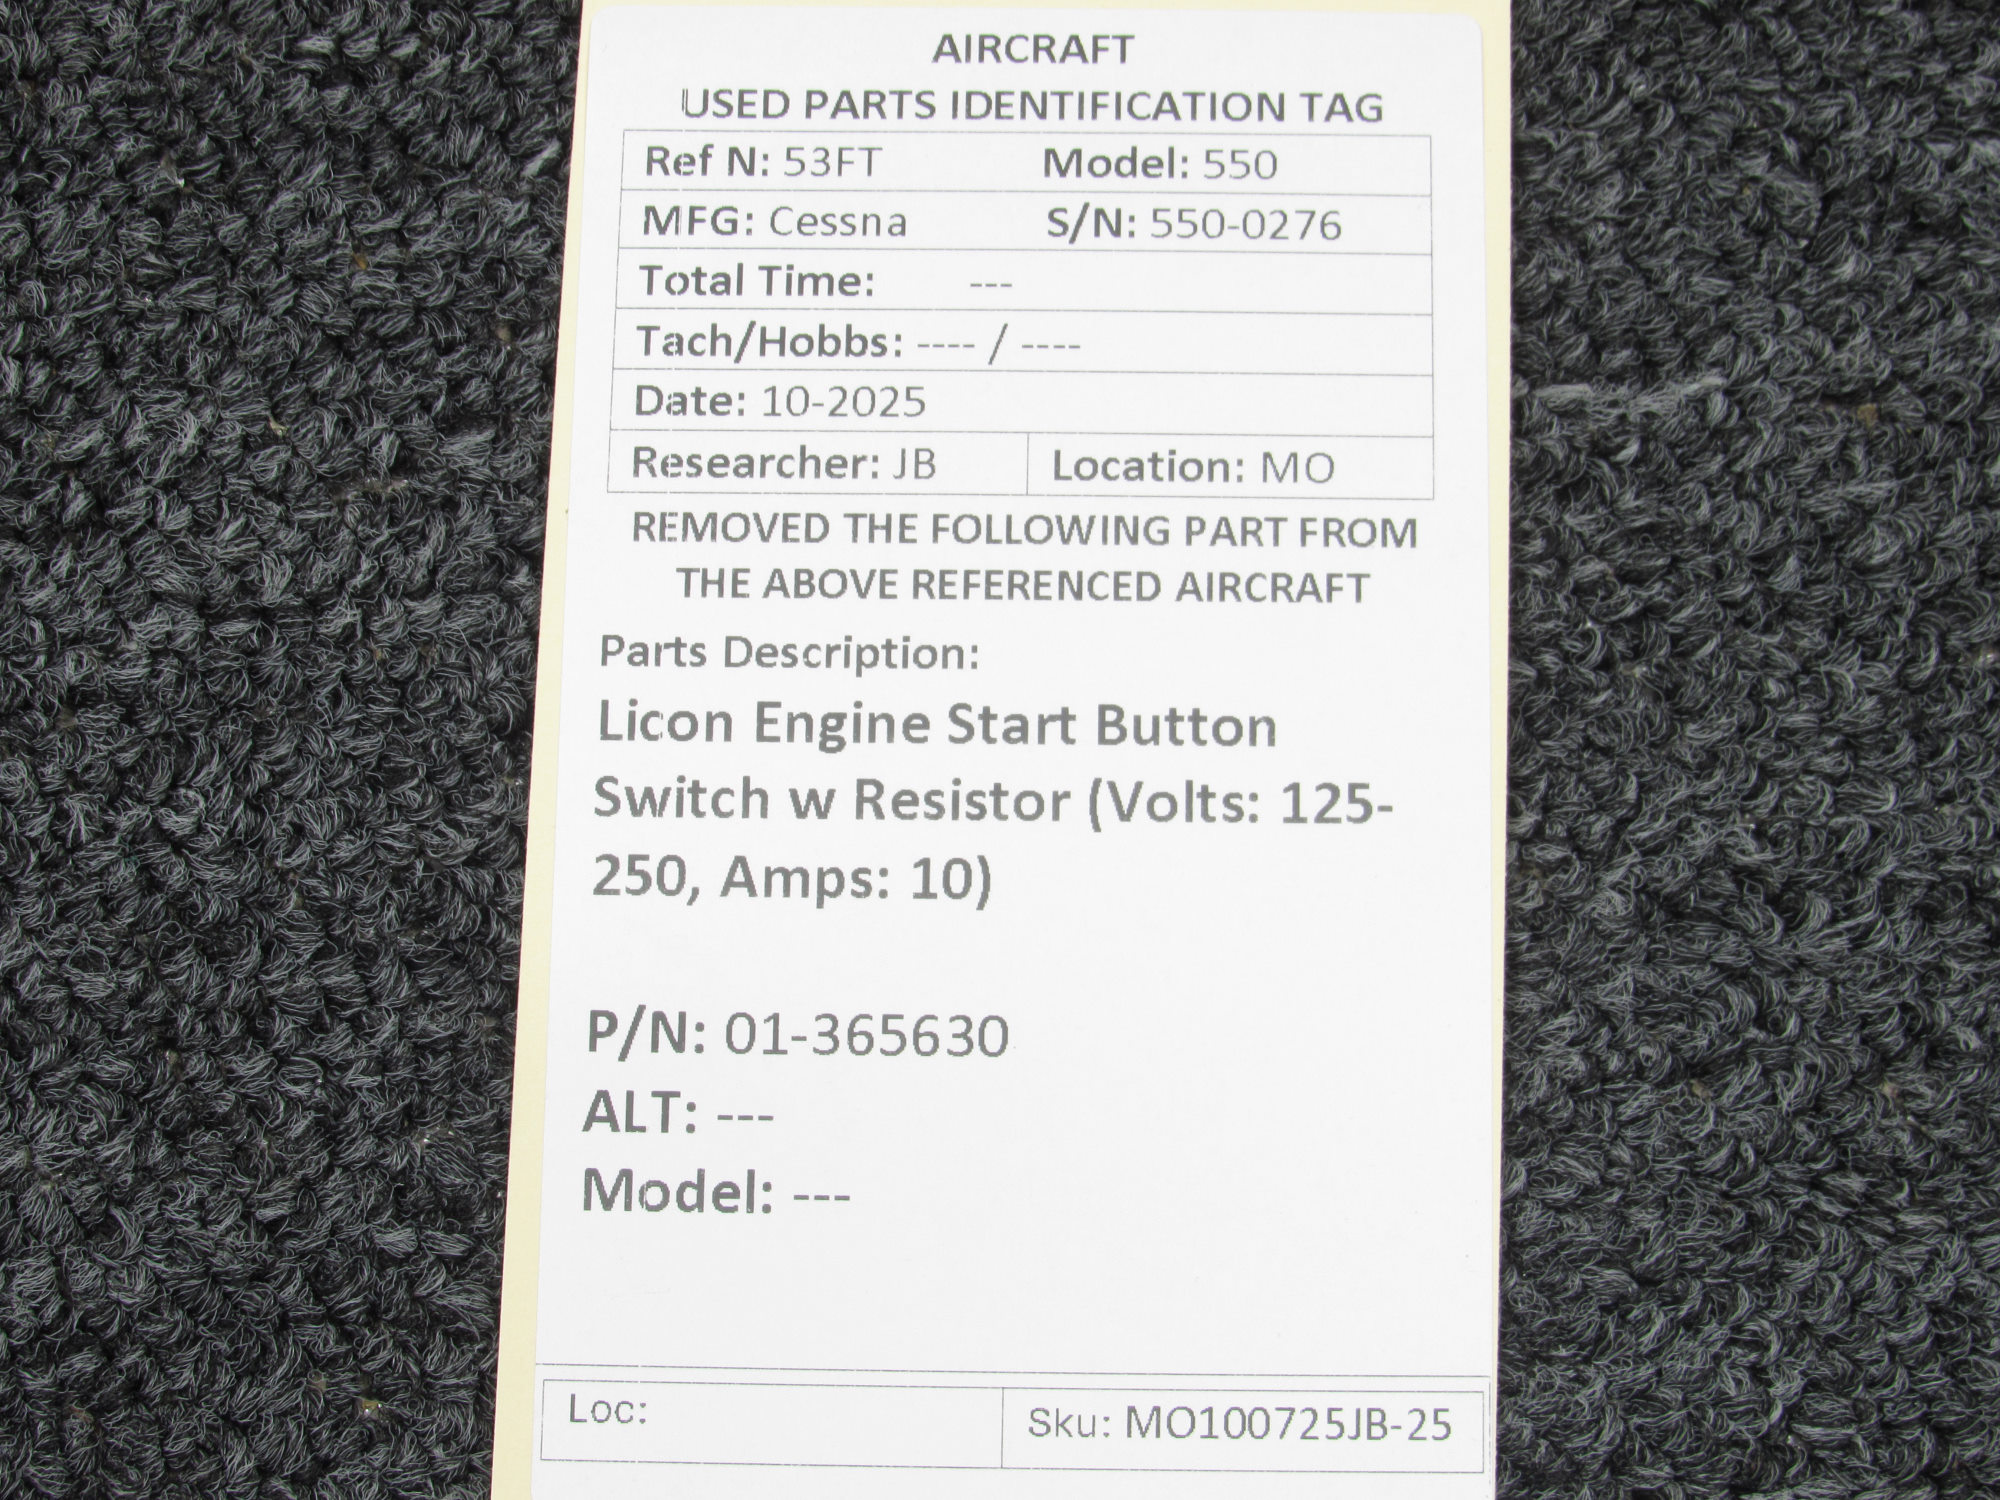 AIRCRAFT
USED PARTS IDENTIFICATION TAG
Ref N: 53FT Model: 550
MFG: Cessna S/N: 550-0276
Total Time: ---
Tach/Hobbs: ---- / ----
Date: 10-2025
Researcher: JB Location: MO
REMOVED THE FOLLOWING PART FROM
THE ABOVE REFERENCED AIRCRAFT
Parts Description:
Licon Engine Start Button
Switch w Resistor (Volts: 125-
250, Amps: 10)
P/N: 01-365630
ALT: ---
Model: ---
Loc: Sku: MO100725JB-25